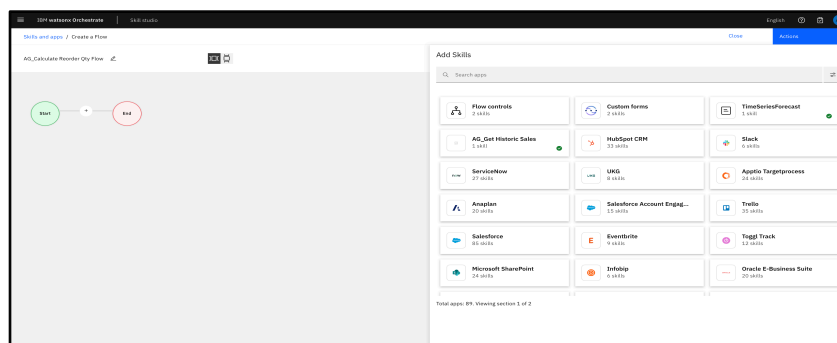 IBM watsonx Orchestrate
Skill studio
English
Skills and apps / Create a Flow
Close
Actions
AG_Calculate Reorder Qty Flow
Start
+
End
Add Skills
Search apps
Flow controls
2 skills
Custom forms
2 skills
TimeSeriesForecast
1 skill
AG_Get Historic Sales
1 skill
HubSpot CRM
33 skills
Slack
6 skills
ServiceNow
27 skills
UKG
UKG
8 skills
Apptio Targetprocess
24 skills
Anaplan
20 skills
Salesforce Account Engag...
15 skills
Trello
35 skills
Salesforce
85 skills
E
Eventbrite
9 skills
Toggl Track
12 skills
Microsoft SharePoint
24 skills
Infobip
6 skills
Oracle E-Business Suite
20 skills
Total apps: 89. Viewing section 1 of 2